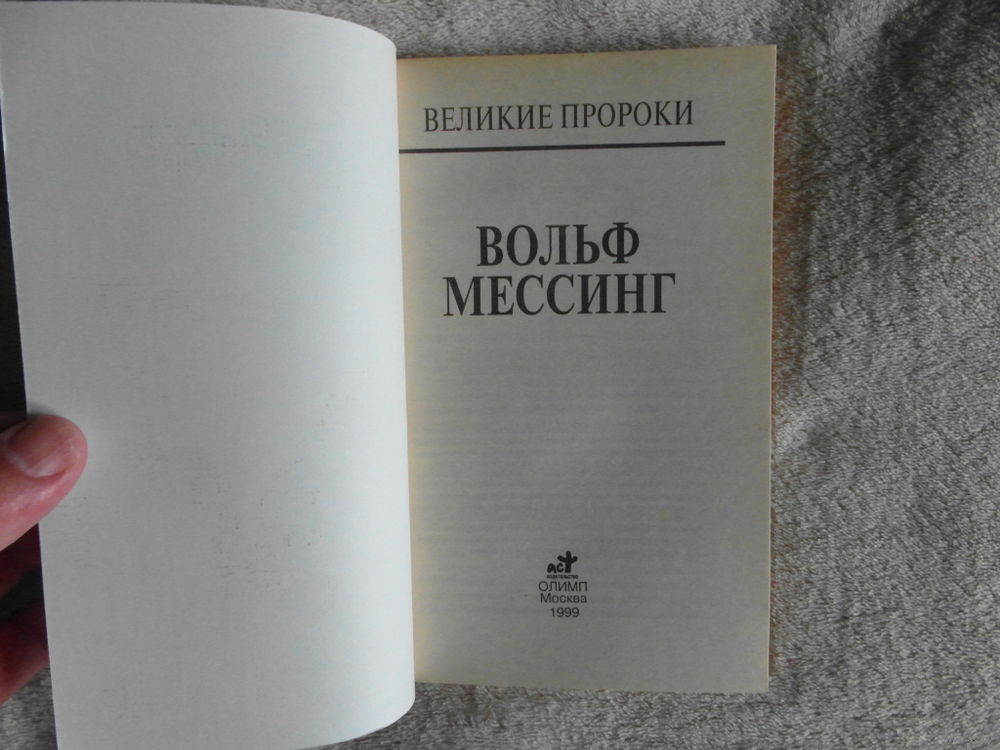 ВЕЛИКИЕ ПРОРОКИ
ВОЛЬФ
МЕССИНГ
аст
ИЗДАТЕЛЬСТВО
ОЛИМП
Москва
1999